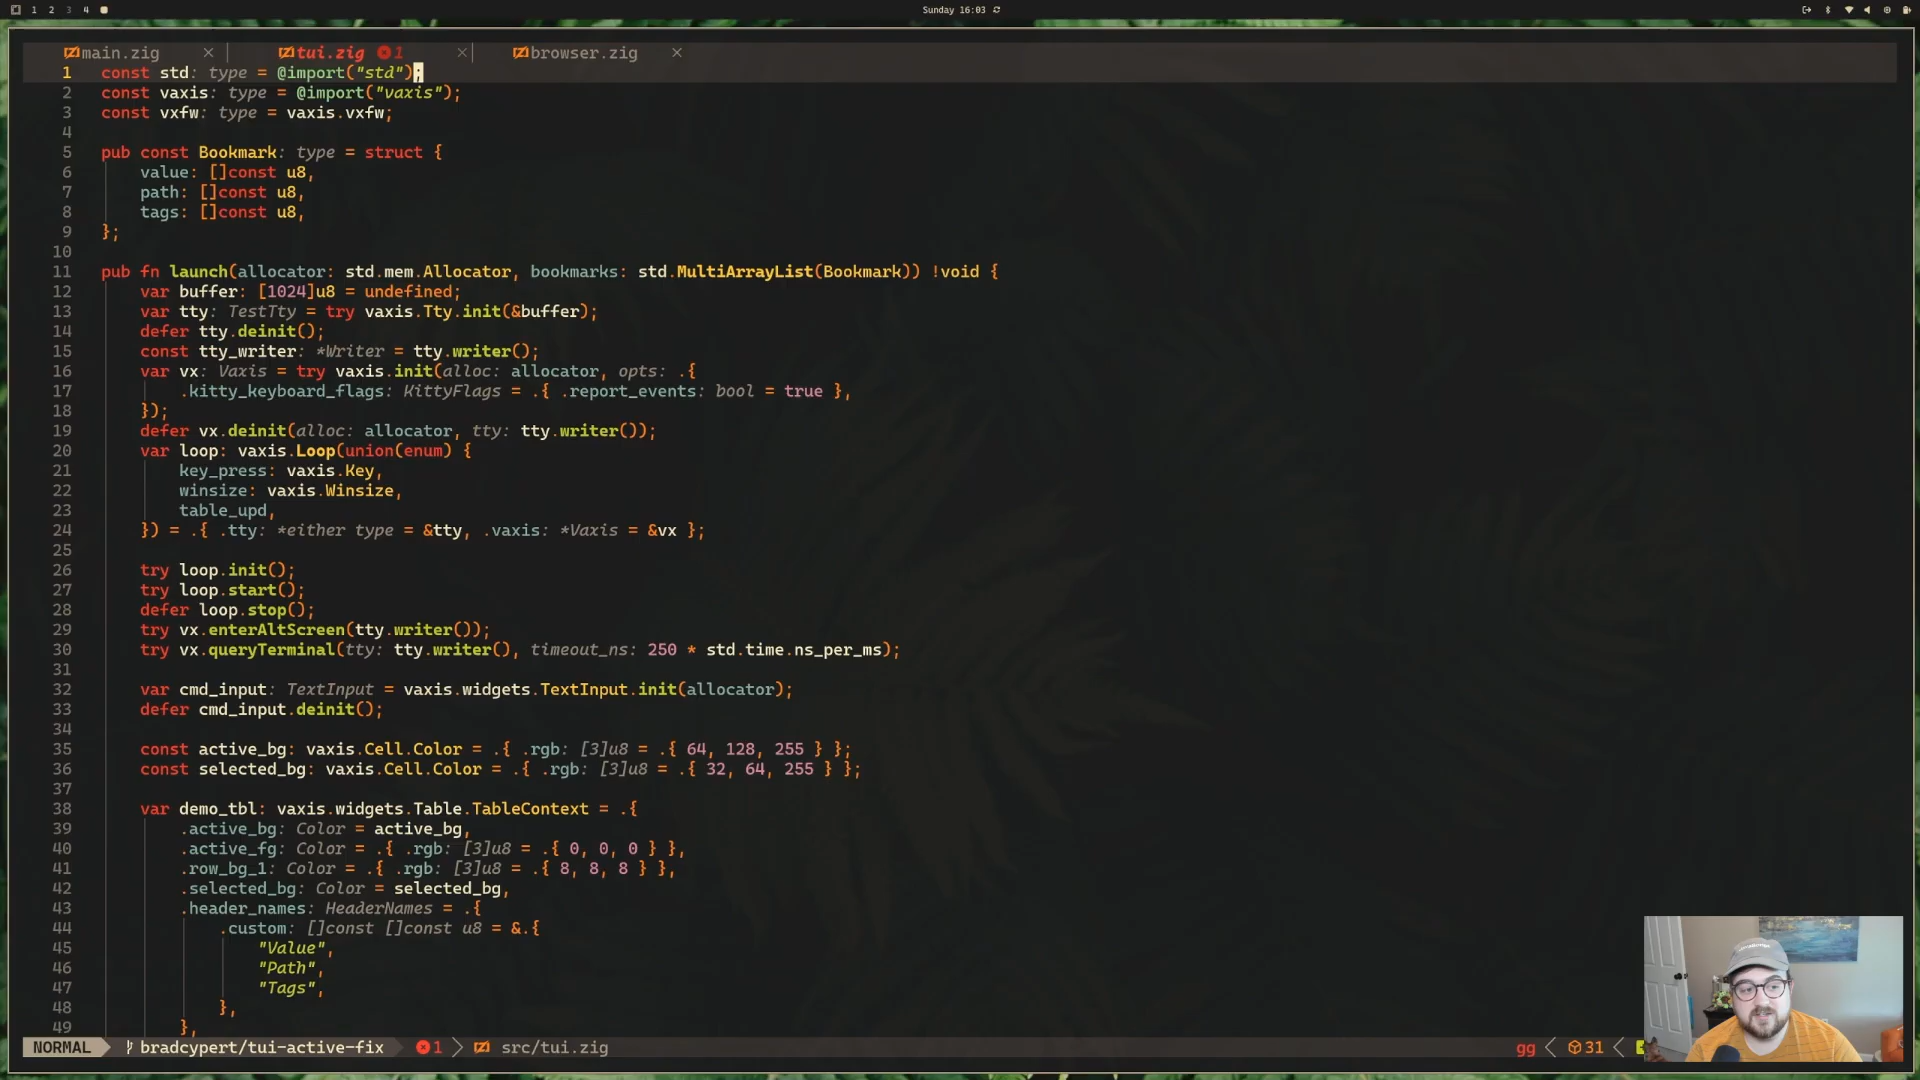 1 2 3 4 Sunday 16:03
main.zig × tui.zig 1 × browser.zig ×
1 const std: type = @import("std");
2 const vaxis: type = @import("vaxis");
3 const vxfw: type = vaxis.vxfw;
4
5 pub const Bookmark: type = struct {
6 value: []const u8,
7 path: []const u8,
8 tags: []const u8,
9 };
10
11 pub fn launch(allocator: std.mem.Allocator, bookmarks: std.MultiArrayList(Bookmark)) !void {
12 var buffer: [1024]u8 = undefined;
13 var tty: TestTty = try vaxis.Tty.init(&buffer);
14 defer tty.deinit();
15 const tty_writer: *Writer = tty.writer();
16 var vx: Vaxis = try vaxis.init(alloc: allocator, opts: .{
17 .kitty_keyboard_flags: KittyFlags = .{ .report_events: bool = true },
18 });
19 defer vx.deinit(alloc: allocator, tty: tty.writer());
20 var loop: vaxis.Loop(union(enum) {
21 key_press: vaxis.Key,
22 winsize: vaxis.Winsize,
23 table_upd,
24 }) = .{ .tty: *either type = &tty, .vaxis: *Vaxis = &vx };
25
26 try loop.init();
27 try loop.start();
28 defer loop.stop();
29 try vx.enterAltScreen(tty.writer());
30 try vx.queryTerminal(tty: tty.writer(), timeout_ns: 250 * std.time.ns_per_ms);
31
32 var cmd_input: TextInput = vaxis.widgets.TextInput.init(allocator);
33 defer cmd_input.deinit();
34
35 const active_bg: vaxis.Cell.Color = .{ .rgb: [3]u8 = .{ 64, 128, 255 } };
36 const selected_bg: vaxis.Cell.Color = .{ .rgb: [3]u8 = .{ 32, 64, 255 } };
37
38 var demo_tbl: vaxis.widgets.Table.TableContext = .{
39 .active_bg: Color = active_bg,
40 .active_fg: Color = .{ .rgb: [3]u8 = .{ 0, 0, 0 } },
41 .row_bg_1: Color = .{ .rgb: [3]u8 = .{ 8, 8, 8 } },
42 .selected_bg: Color = selected_bg,
43 .header_names: HeaderNames = .{
44 .custom: []const []const u8 = &.{
45 "Value",
46 "Path",
47 "Tags",
48 },
49 },
NORMAL bradcypert/tui-active-fix 1 src/tui.zig gg 31